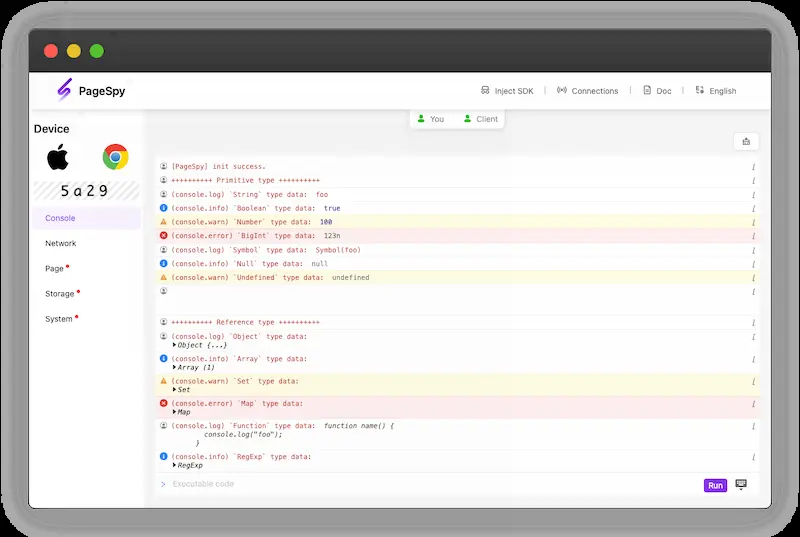 PageSpy
Inject SDK
Connections
Doc
English
Device
You
Client
5a29
Console
Network
Page
Storage
System
[PageSpy] init success.
[
++++++++++ Primitive type ++++++++++
[
(console.log) `String` type data: foo
[
(console.info) `Boolean` type data: true
[
(console.warn) `Number` type data: 100
[
(console.error) `BigInt` type data: 123n
[
(console.log) `Symbol` type data: Symbol(foo)
[
(console.info) `Null` type data: null
[
(console.warn) `Undefined` type data: undefined
[
[
++++++++++ Reference type ++++++++++
[
(console.log) `Object` type data:
[
Object {...}
(console.info) `Array` type data:
[
Array (1)
(console.warn) `Set` type data:
[
Set
(console.error) `Map` type data:
[
Map
(console.log) `Function` type data: function name() {
[
console.log("foo");
}
(console.info) `RegExp` type data:
[
RegExp
> Executable code
Run